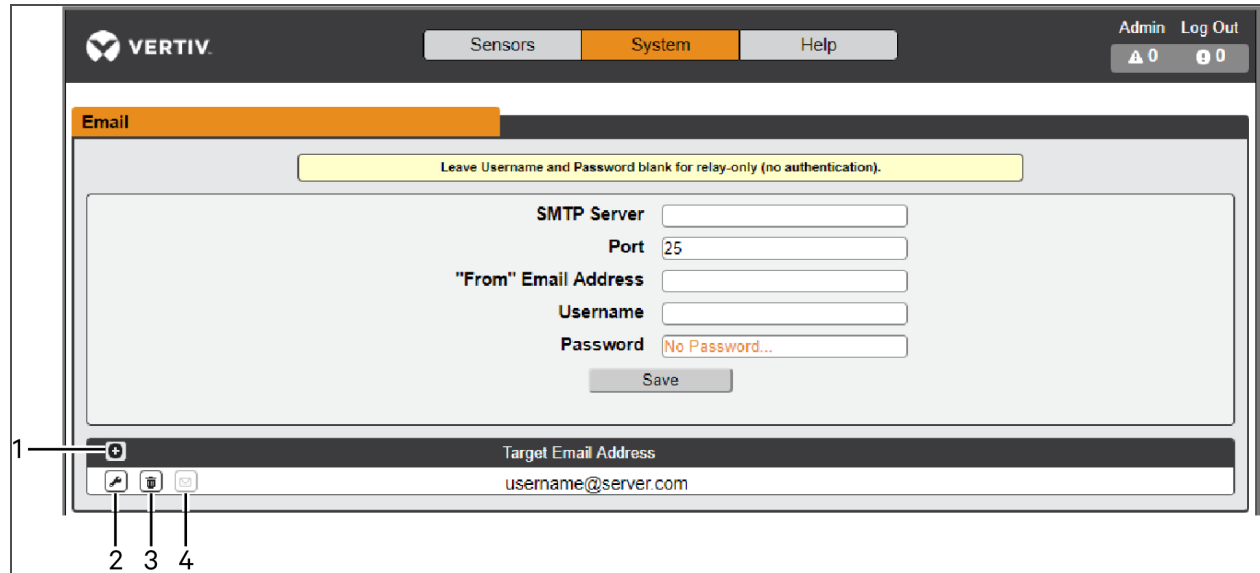 VERTIV.
Sensors System Help
Admin Log Out
0 0
Email
Leave Username and Password blank for relay-only (no authentication).
SMTP Server
Port 25
"From" Email Address
Username
Password No Password...
Save
1
Target Email Address
username@server.com
2 3 4